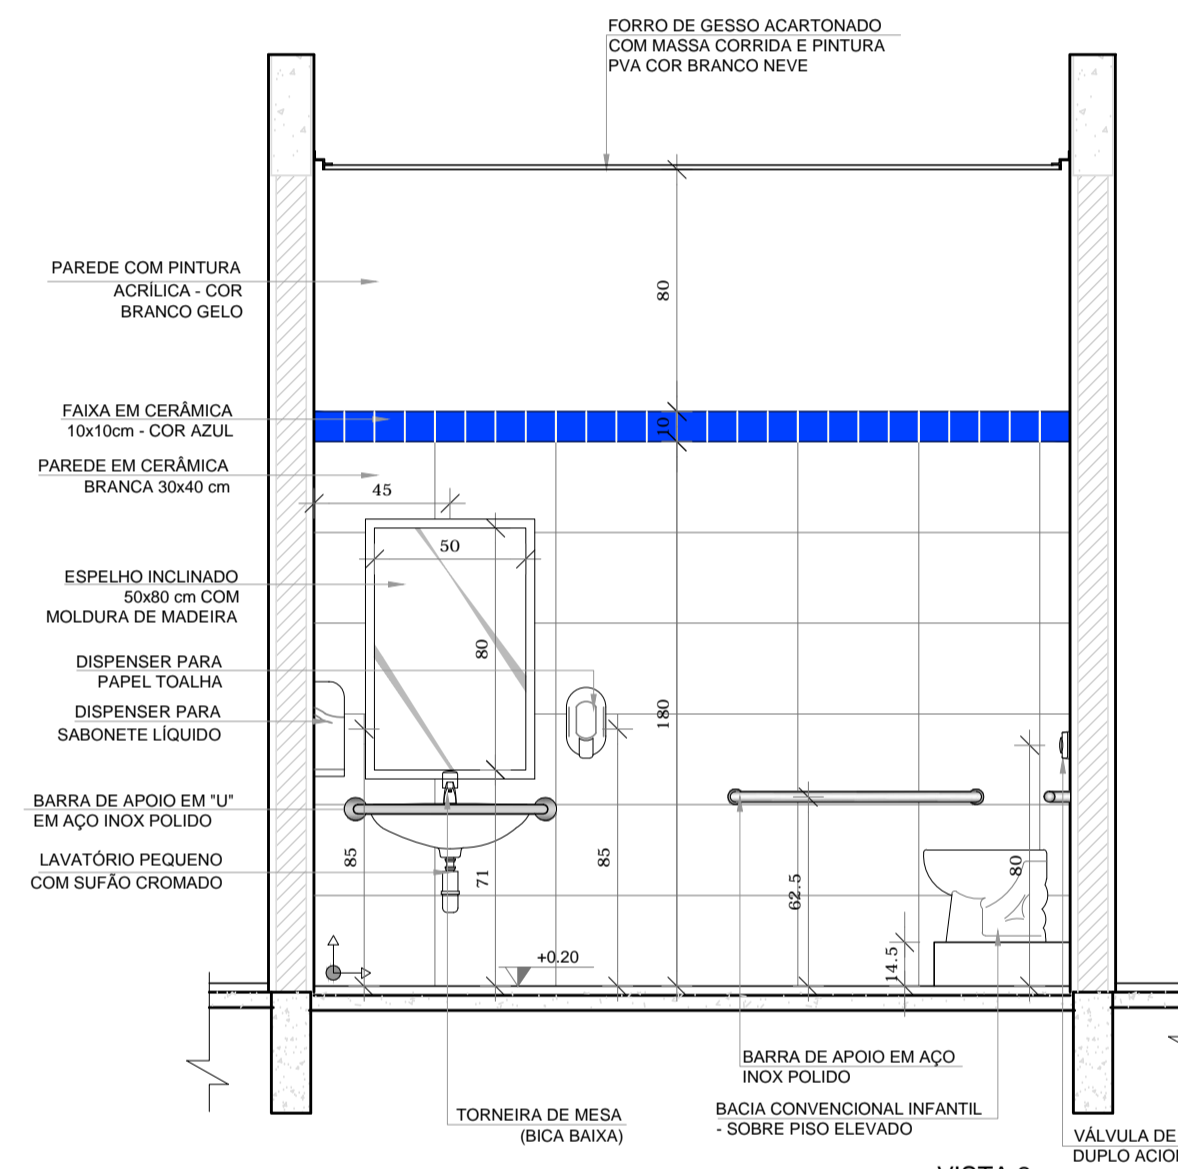 FORRO DE GESSO ACARTONADO
COM MASSA CORRIDA E PINTURA
PVA COR BRANCO NEVE
PAREDE COM PINTURA
ACRÍLICA - COR
BRANCO GELO
80
FAIXA EM CERÂMICA
10x10cm - COR AZUL
10
PAREDE EM CERÂMICA
BRANCA 30x40 cm
45
50
ESPELHO INCLINADO
50x80 cm COM
MOLDURA DE MADEIRA
80
DISPENSER PARA
PAPEL TOALHA
DISPENSER PARA
SABONETE LÍQUIDO
180
BARRA DE APOIO EM "U"
EM AÇO INOX POLIDO
LAVATÓRIO PEQUENO
COM SUFÃO CROMADO
85
71
85
62.5
80
14.5
+0.20
BARRA DE APOIO EM AÇO
INOX POLIDO
TORNEIRA DE MESA
(BICA BAIXA)
BACIA CONVENCIONAL INFANTIL
- SOBRE PISO ELEVADO
VÁLVULA DE
DUPLO